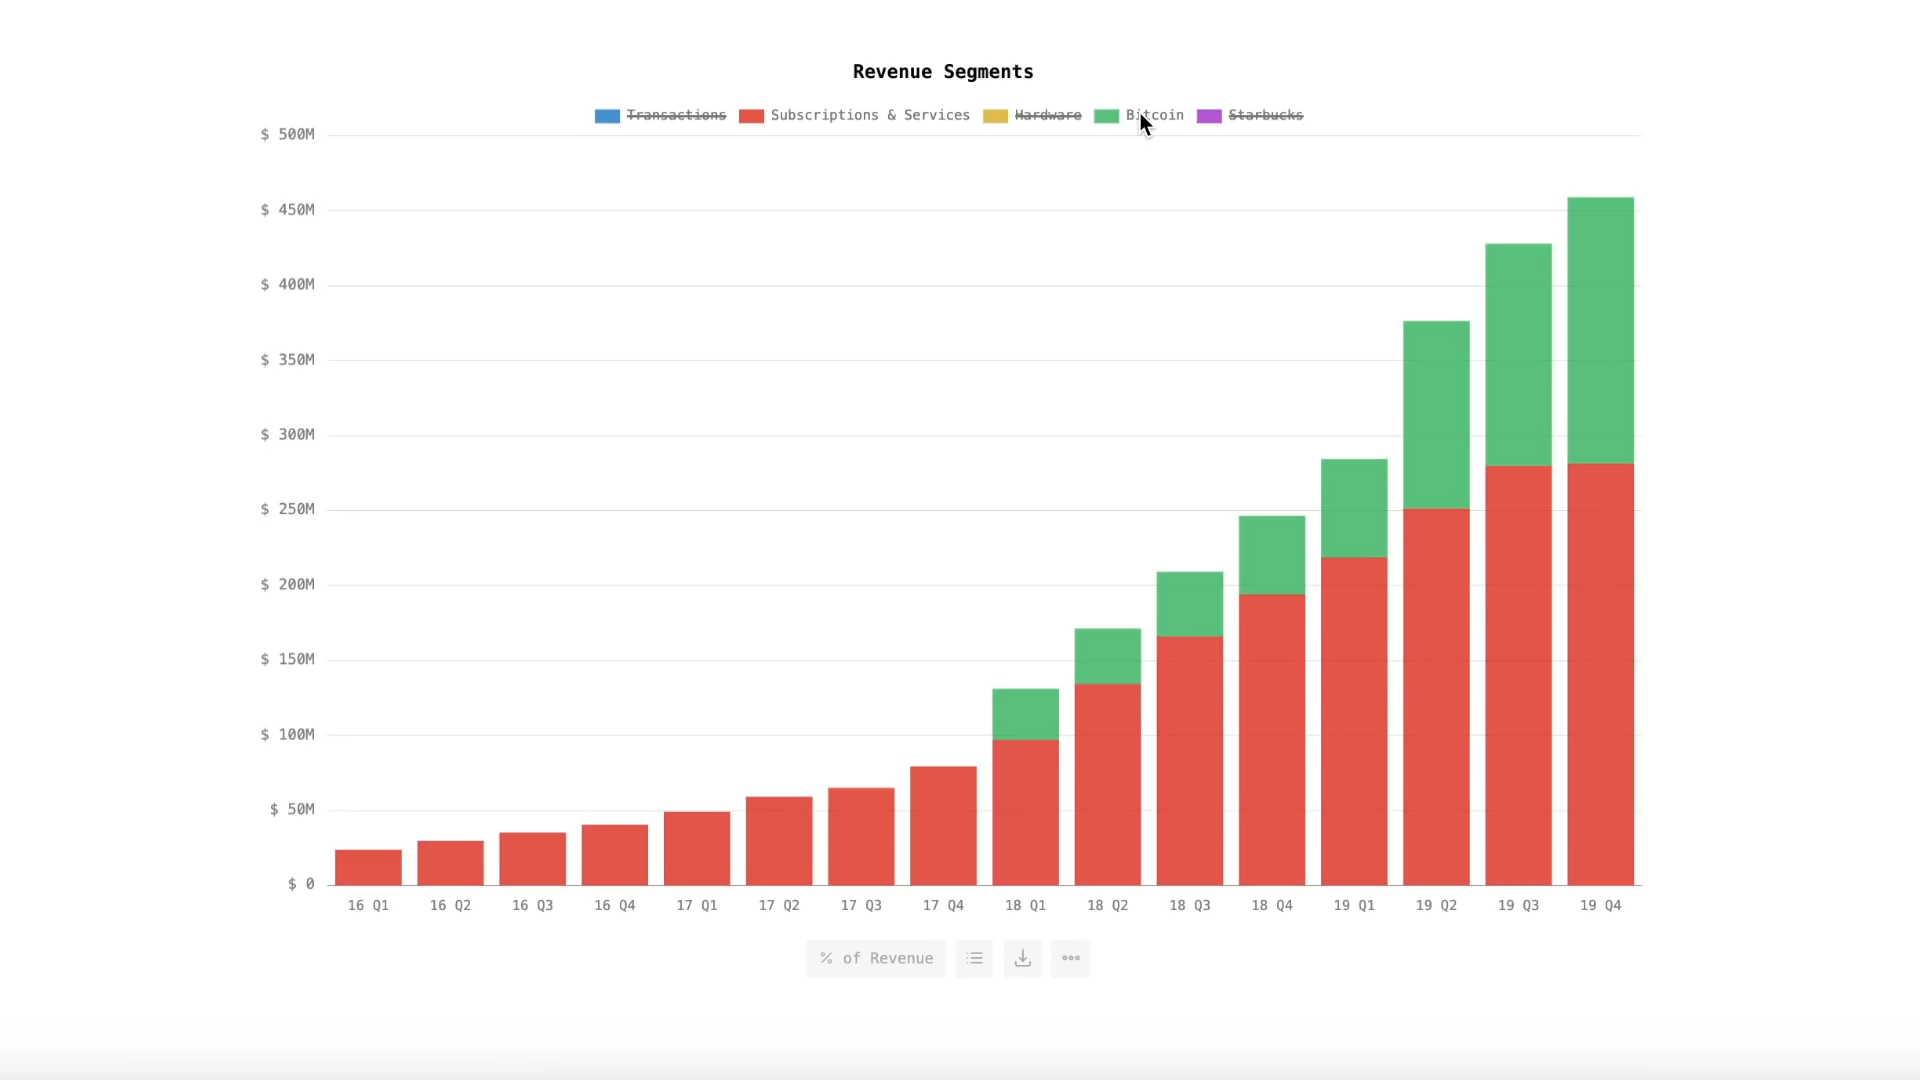 Revenue Segments
Transactions Subscriptions & Services Hardware Bitcoin Starbucks
$ 500M
$ 450M
$ 400M
$ 350M
$ 300M
$ 250M
$ 200M
$ 150M
$ 100M
$ 50M
$ 0
16 Q1 16 Q2 16 Q3 16 Q4 17 Q1 17 Q2 17 Q3 17 Q4 18 Q1 18 Q2 18 Q3 18 Q4 19 Q1 19 Q2 19 Q3 19 Q4
% of Revenue